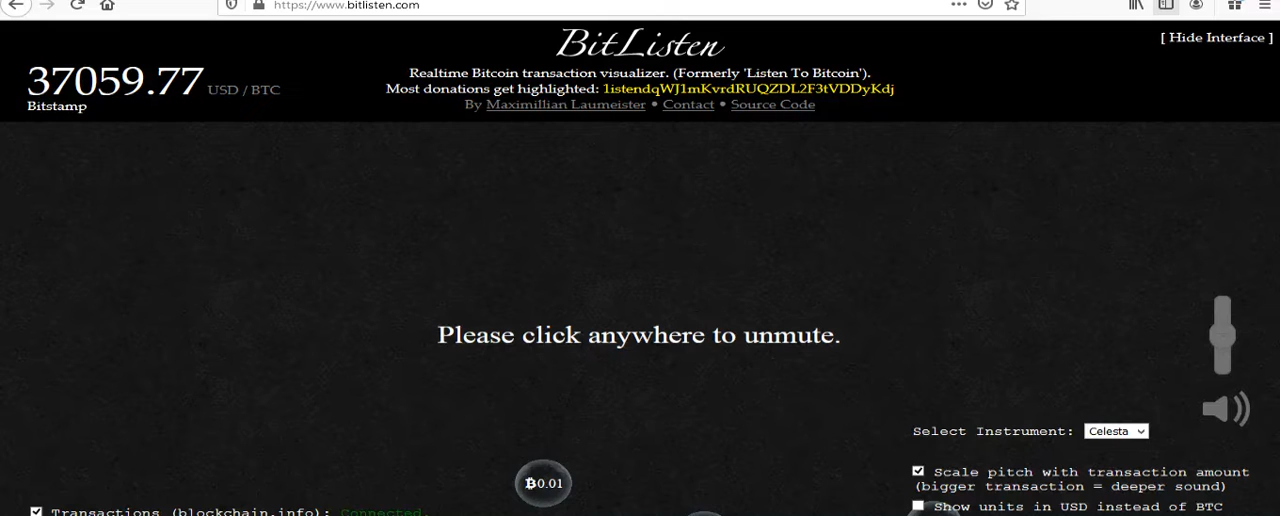 https://www.bitlisten.com
BitListen
[ Hide Interface ]
37059.77 USD / BTC
Bitstamp
Realtime Bitcoin transaction visualizer. (Formerly 'Listen To Bitcoin').
Most donations get highlighted: 1listendqWJ1mKvrdRUQZDL2F3tVDDyKdj
By Maximillian Laumeister • Contact • Source Code
Please click anywhere to unmute.
Select Instrument: Celesta
Scale pitch with transaction amount
(bigger transaction = deeper sound)
₿0.01
Show units in USD instead of BTC
Transactions (blockchain.info): Connected.